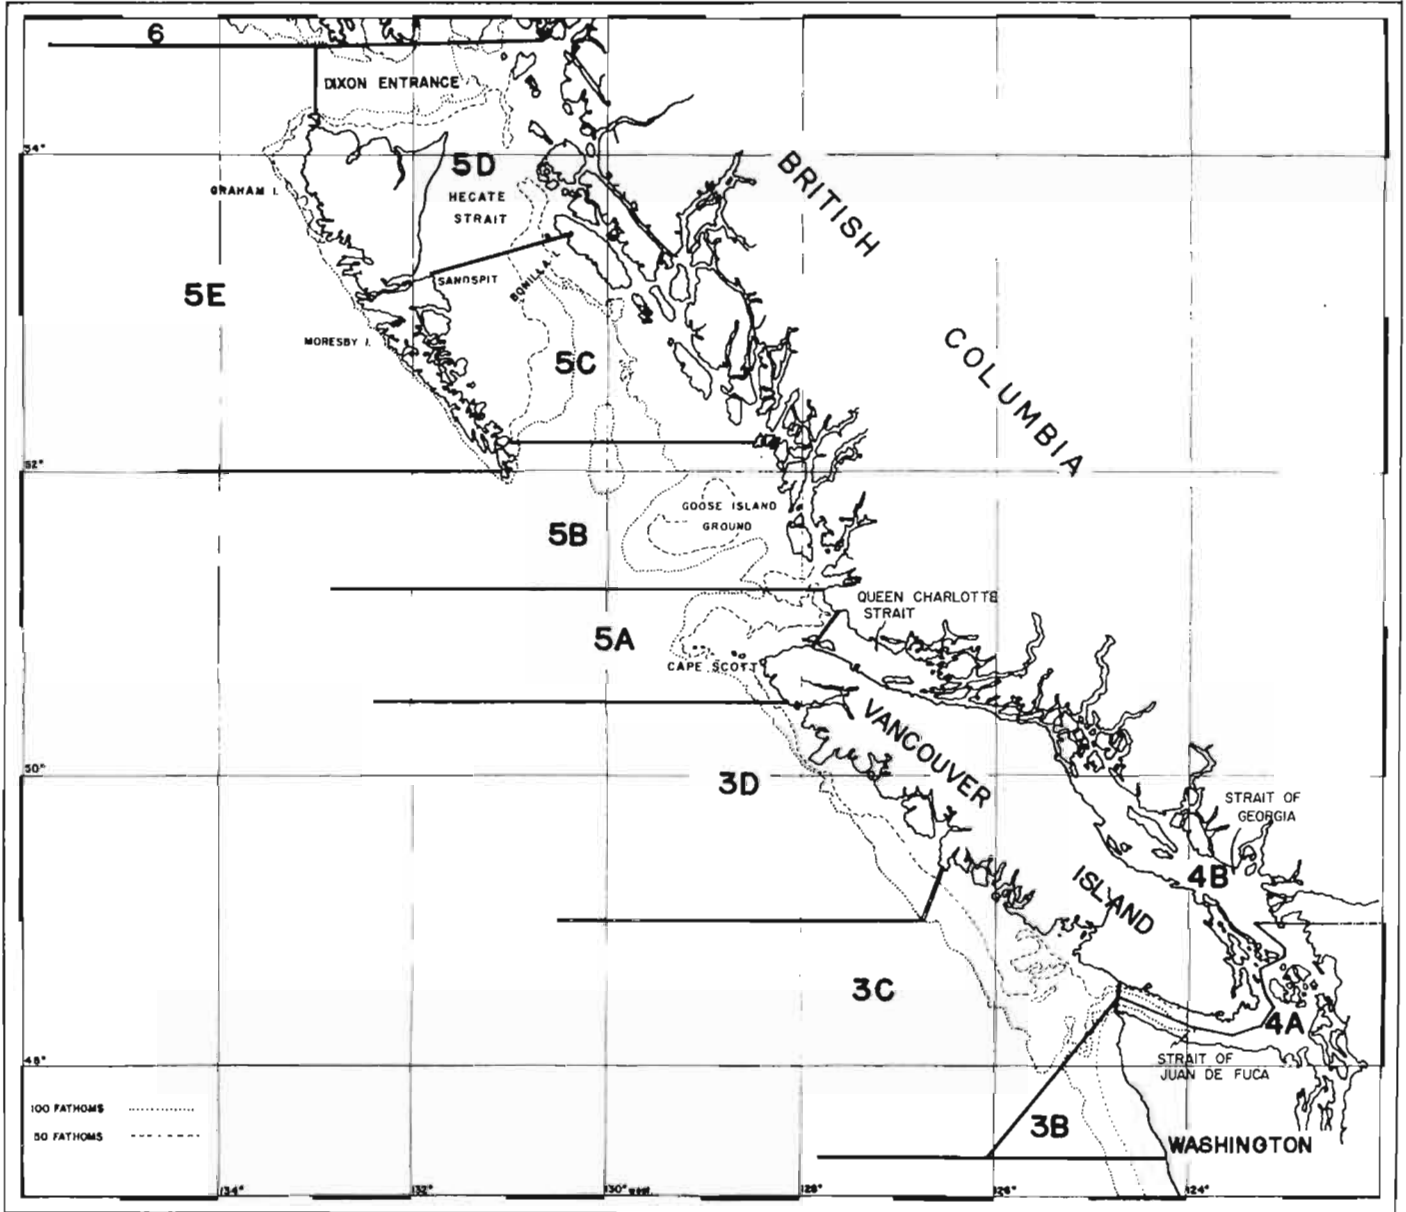 6
DIXON ENTRANCE
54°
5D
BRITISH
GRAHAM I.
HECATE
STRAIT
5E
SANDSPIT
BONILLA I.
MORESBY I.
5C
COLUMBIA
52°
GOOSE ISLAND
GROUND
5B
QUEEN CHARLOTTE
STRAIT
5A
CAPE SCOTT
VANCOUVER
50°
3D
STRAIT OF
GEORGIA
4B
ISLAND
3C
4A
STRAIT OF
JUAN DE FUCA
48°
100 FATHOMS
50 FATHOMS
3B
WASHINGTON
134°
132°
130° west.
128°
126°
124°